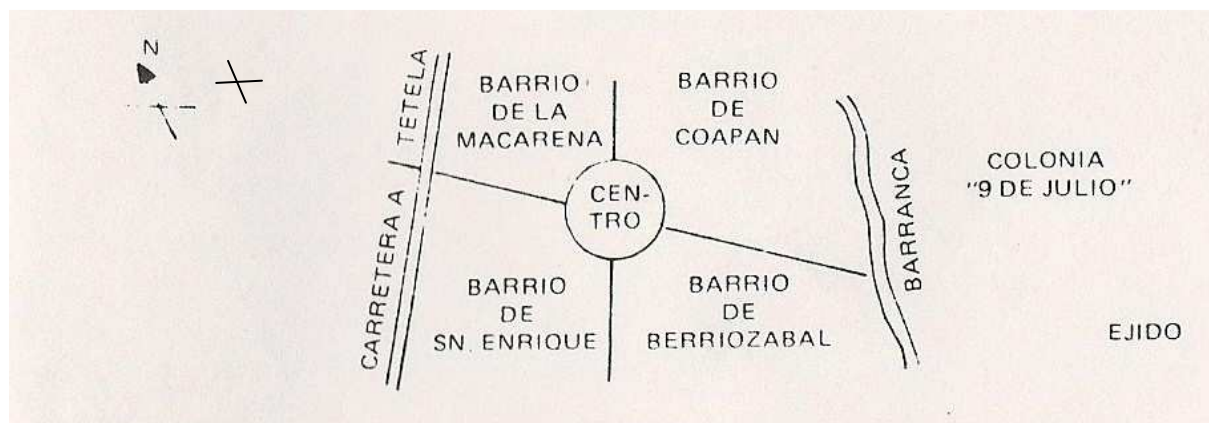 N
CARRETERA A TETELA
BARRIO
DE LA
MACARENA
BARRIO
DE
COAPAN
CEN-
TRO
BARRIO
DE
SN. ENRIQUE
BARRIO
DE
BERRIOZABAL
BARRANCA
COLONIA
"9 DE JULIO"
EJIDO